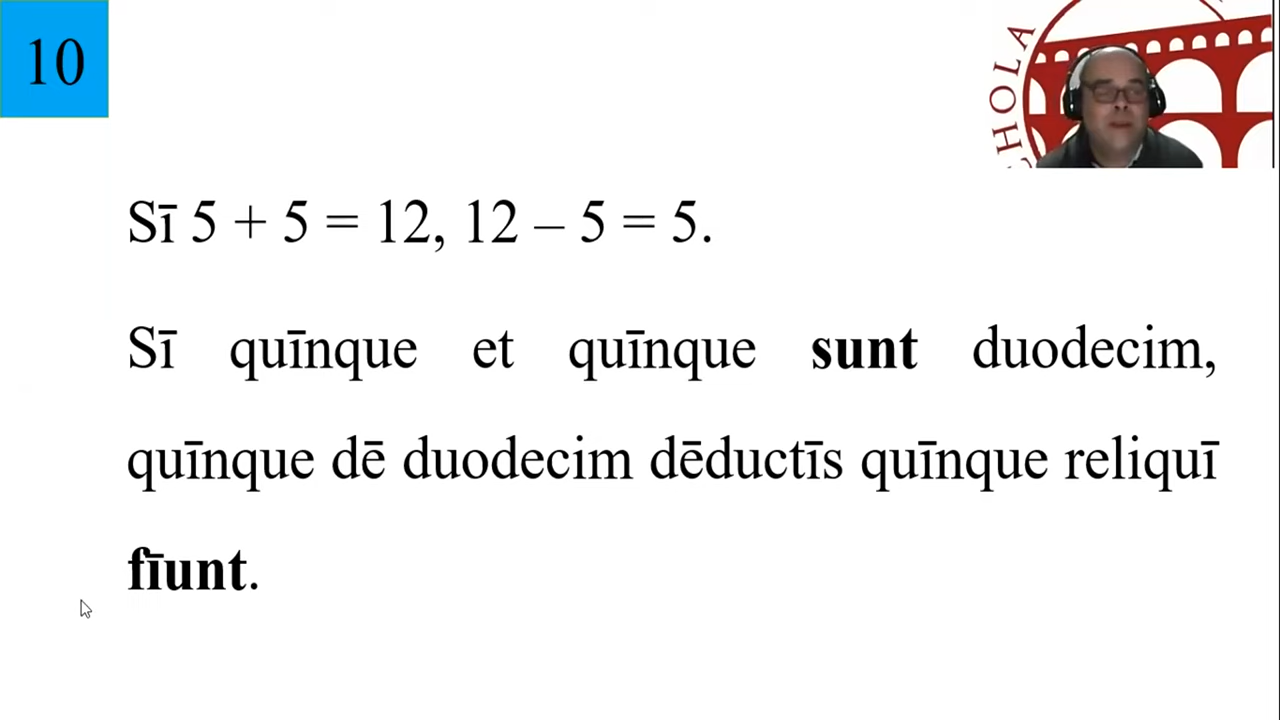 10
CHOLA
Sī 5 + 5 = 12, 12 – 5 = 5.
Sī quīnque et quīnque sunt duodecim,
quīnque dē duodecim dēductīs quīnque reliquī
fīunt.